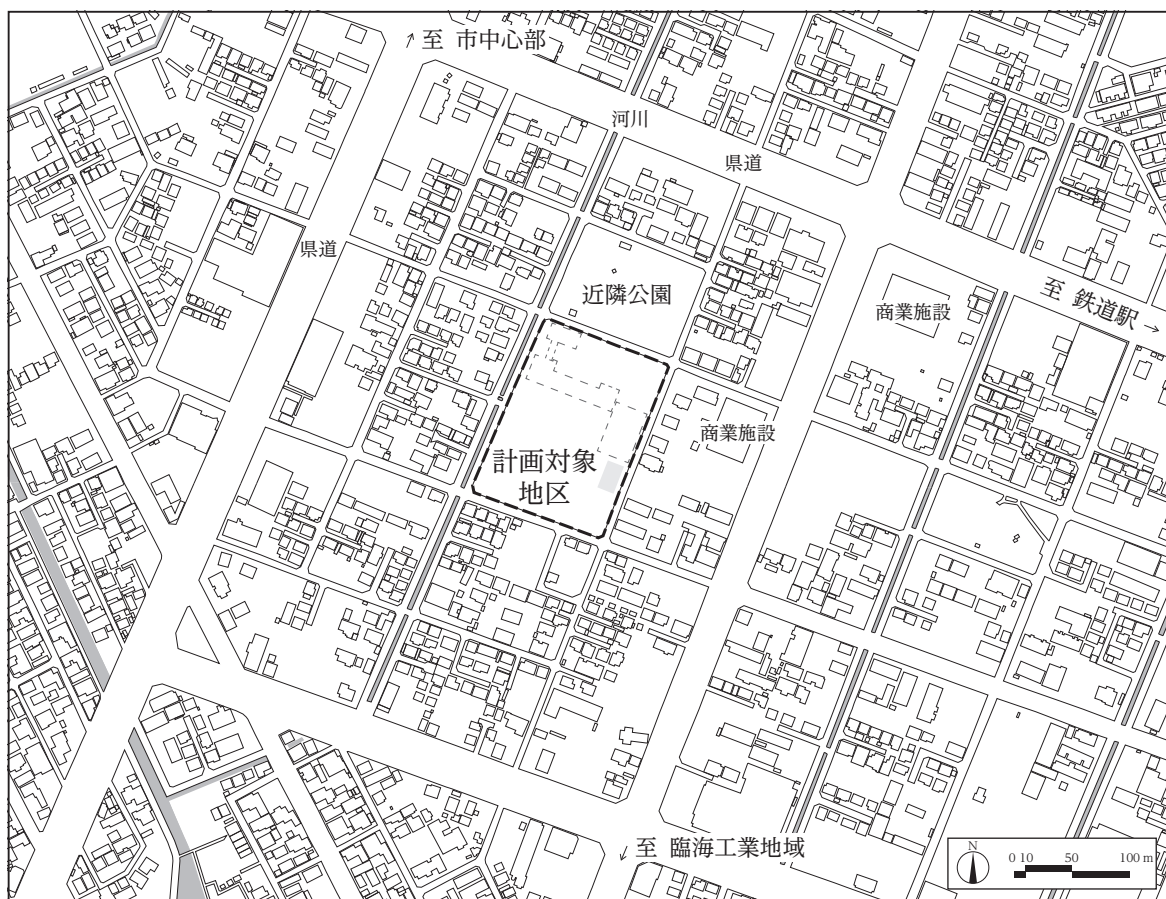 ↗至 市中心部
河川
県道
県道
近隣公園
商業施設
至 鉄道駅→
商業施設
計画対象
地区
↙至 臨海工業地域
N
0 10 50 100 m